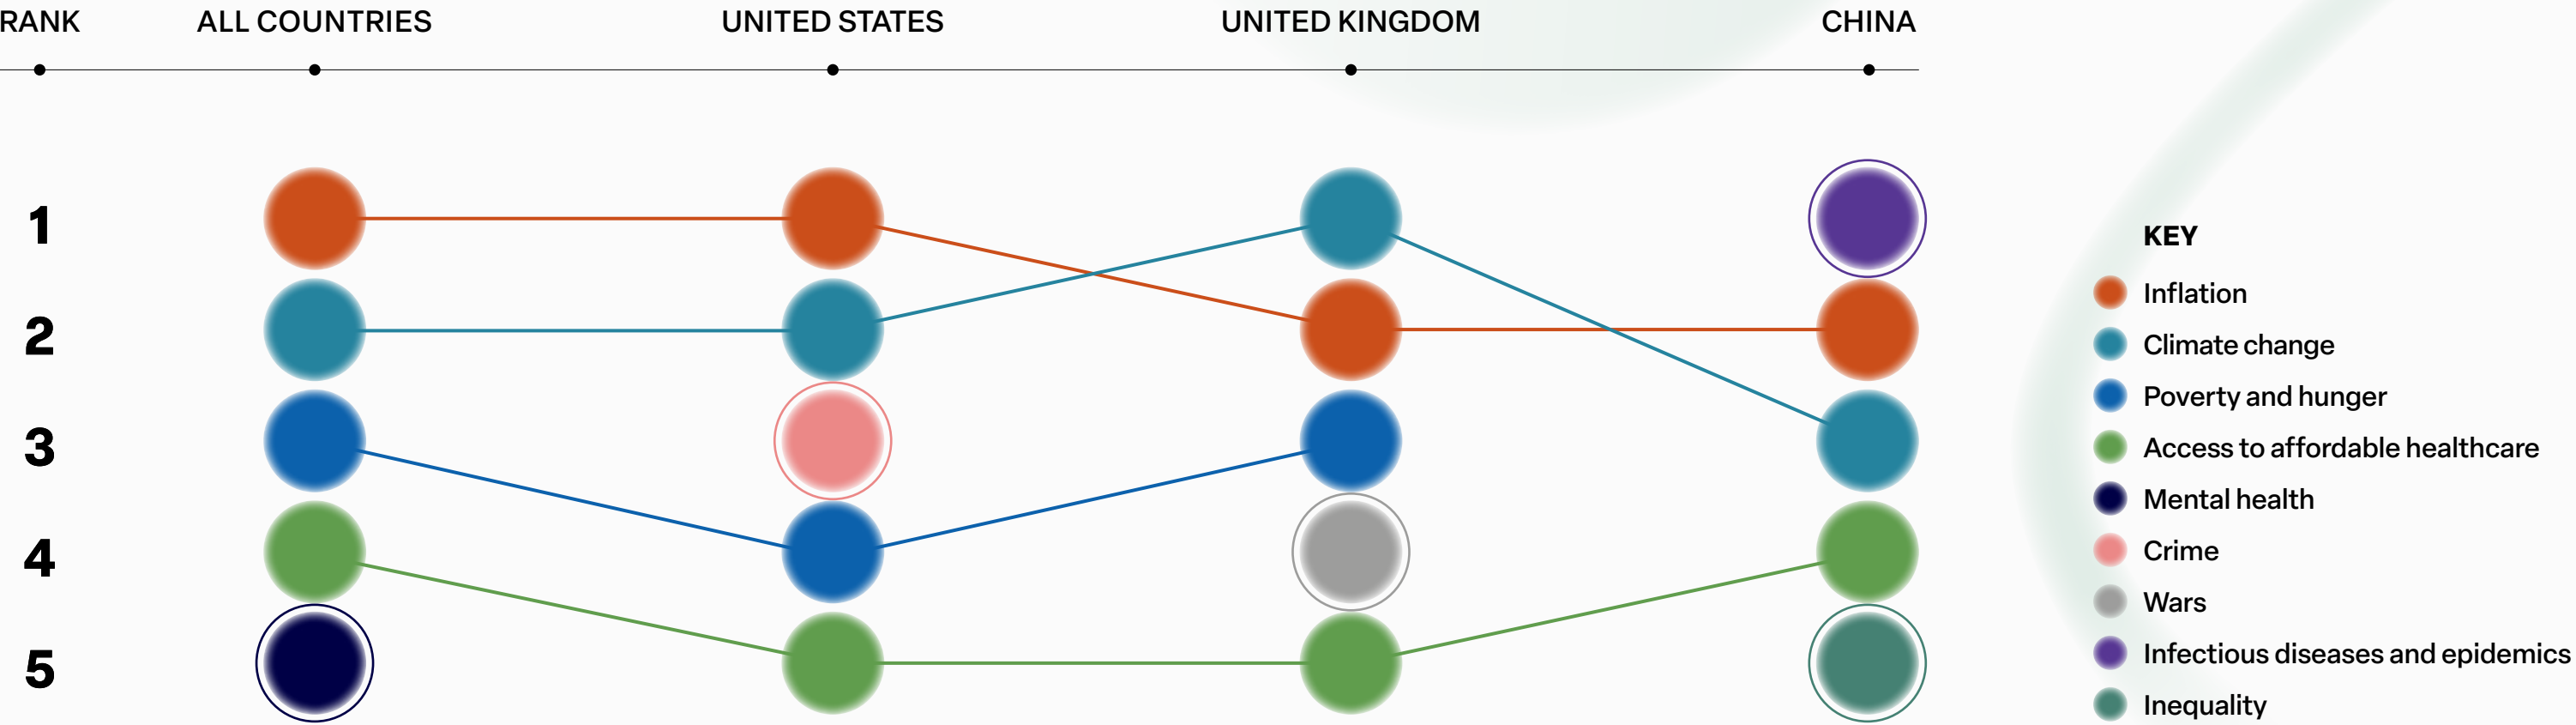 RANK ALL COUNTRIES UNITED STATES UNITED KINGDOM CHINA
1
2
3
4
5
KEY
Inflation
Climate change
Poverty and hunger
Access to affordable healthcare
Mental health
Crime
Wars
Infectious diseases and epidemics
Inequality